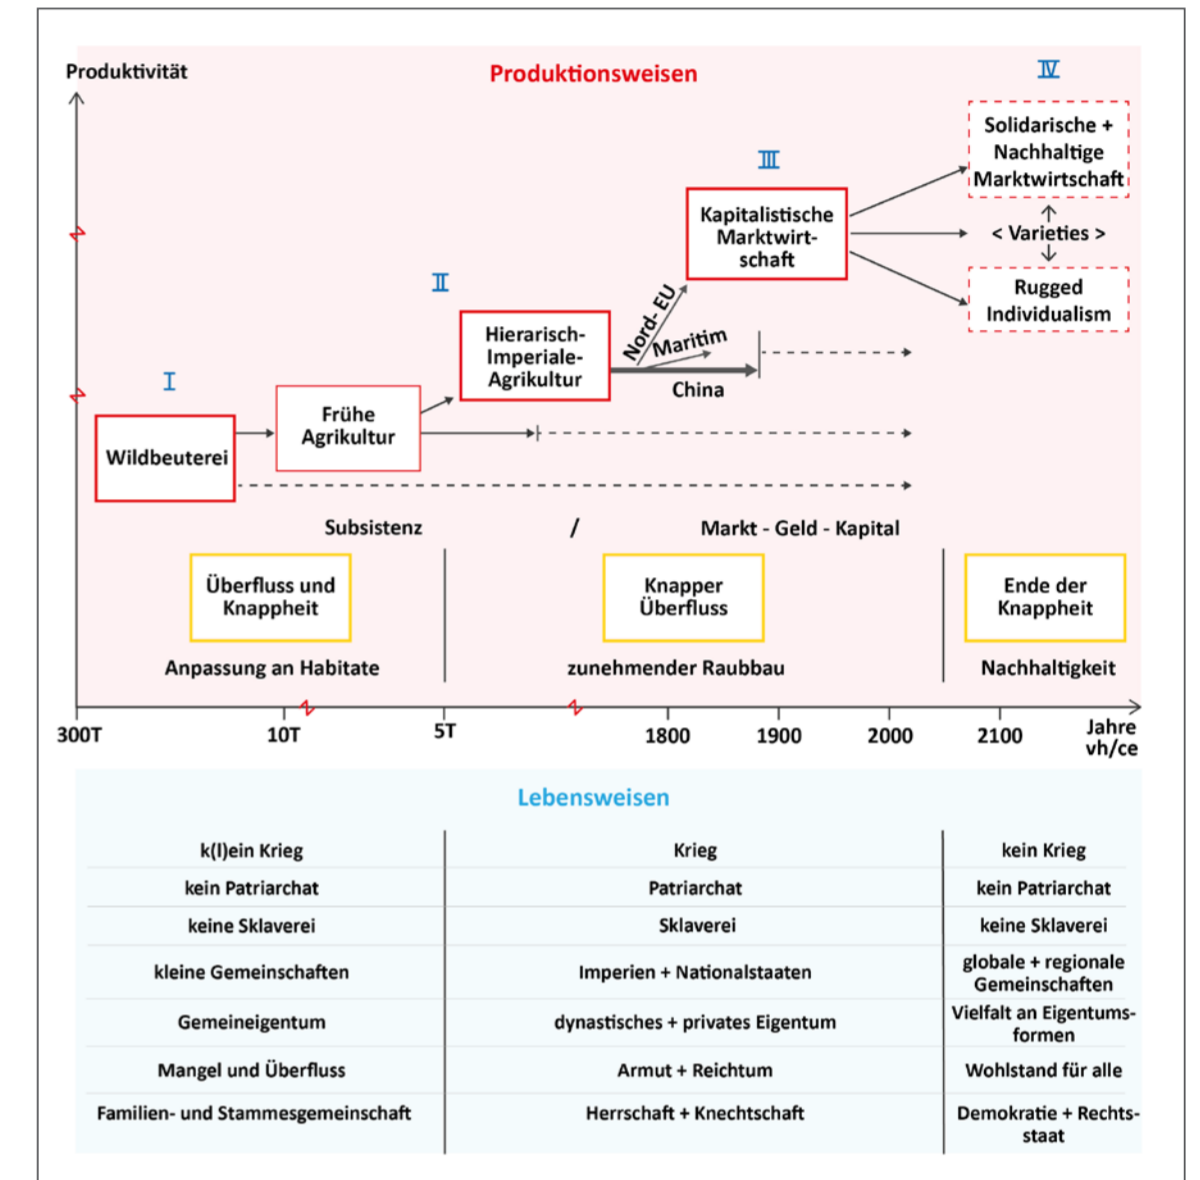 Produktivität
Produktionsweisen
IV
Solidarische +
Nachhaltige
Marktwirtschaft
III
Kapitalistische
Marktwirt-
schaft
< Varieties >
II
Rugged
Individualism
Nord- EU
Hierarisch-
Imperiale-
Agrikultur
Maritim
China
I
Frühe
Agrikultur
Wildbeuterei
Subsistenz / Markt - Geld - Kapital
Überfluss und
Knappheit
Knapper
Überfluss
Ende der
Knappheit
Anpassung an Habitate zunehmender Raubbau Nachhaltigkeit
300T 10T 5T 1800 1900 2000 2100 Jahre
vh/ce
Lebensweisen
k(l)ein Krieg Krieg kein Krieg
kein Patriarchat Patriarchat kein Patriarchat
keine Sklaverei Sklaverei keine Sklaverei
kleine Gemeinschaften Imperien + Nationalstaaten globale + regionale
Gemeinschaften
Gemeineigentum dynastisches + privates Eigentum Vielfalt an Eigentums-
formen
Mangel und Überfluss Armut + Reichtum Wohlstand für alle
Familien- und Stammesgemeinschaft Herrschaft + Knechtschaft Demokratie + Rechts-
staat